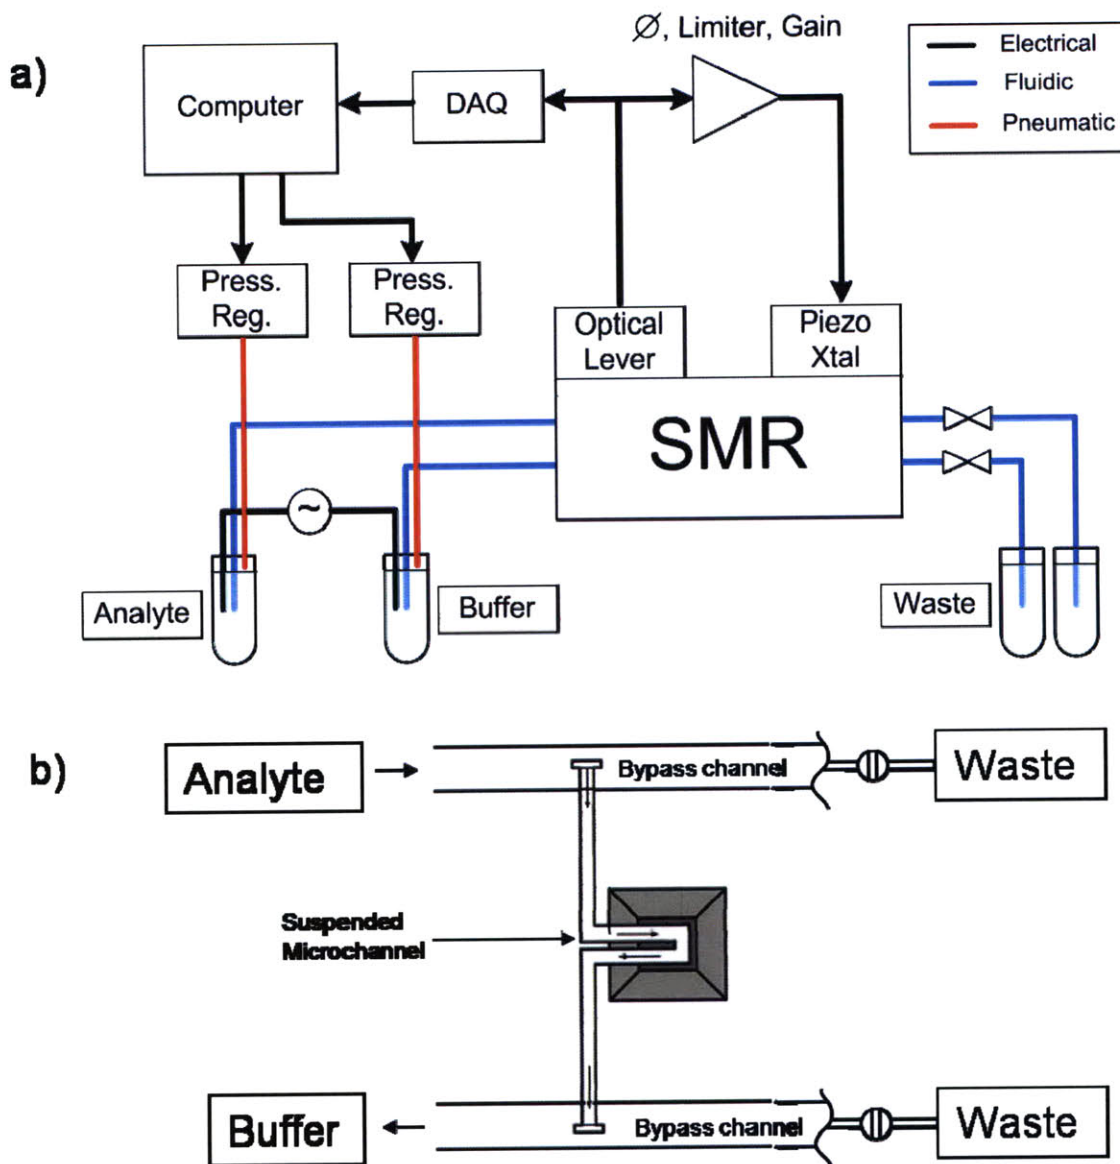 a)
Ø, Limiter, Gain
Electrical
Fluidic
Pneumatic
Computer
DAQ
Press.
Reg.
Press.
Reg.
Optical
Lever
Piezo
Xtal
SMR
~
Analyte
Buffer
Waste
b)
Analyte
Bypass channel
Waste
Suspended
Microchannel
Buffer
Bypass channel
Waste